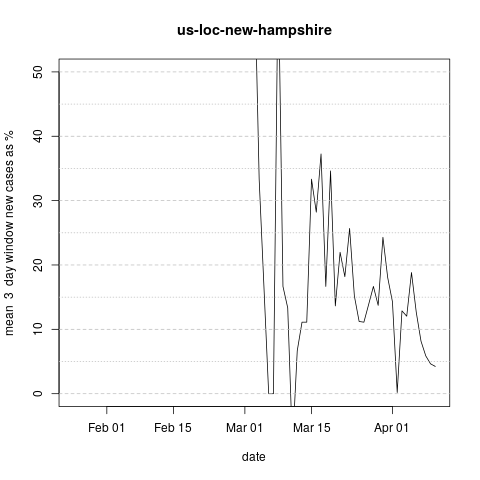 us-loc-new-hampshire
mean 3 day window new cases as %
50
40
30
20
10
0
Feb 01 Feb 15 Mar 01 Mar 15 Apr 01
date